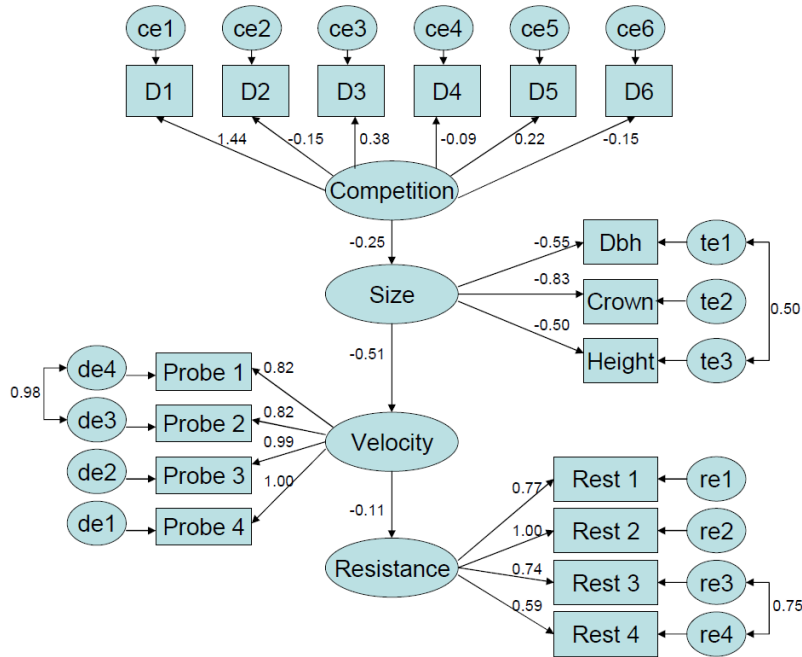 ce1 ce2 ce3 ce4 ce5 ce6
D1 D2 D3 D4 D5 D6
1.44 -0.15 0.38 -0.09 0.22 -0.15
Competition
-0.25
-0.55 Dbh te1
Size -0.83 Crown te2 0.50
-0.50 Height te3
-0.51
de4 Probe 1 0.82
0.98
de3 Probe 2 0.82
Velocity
de2 Probe 3 0.99
de1 Probe 4 1.00
-0.11
0.77 Rest 1 re1
1.00 Rest 2 re2
Resistance 0.74 Rest 3 re3
0.75
0.59 Rest 4 re4